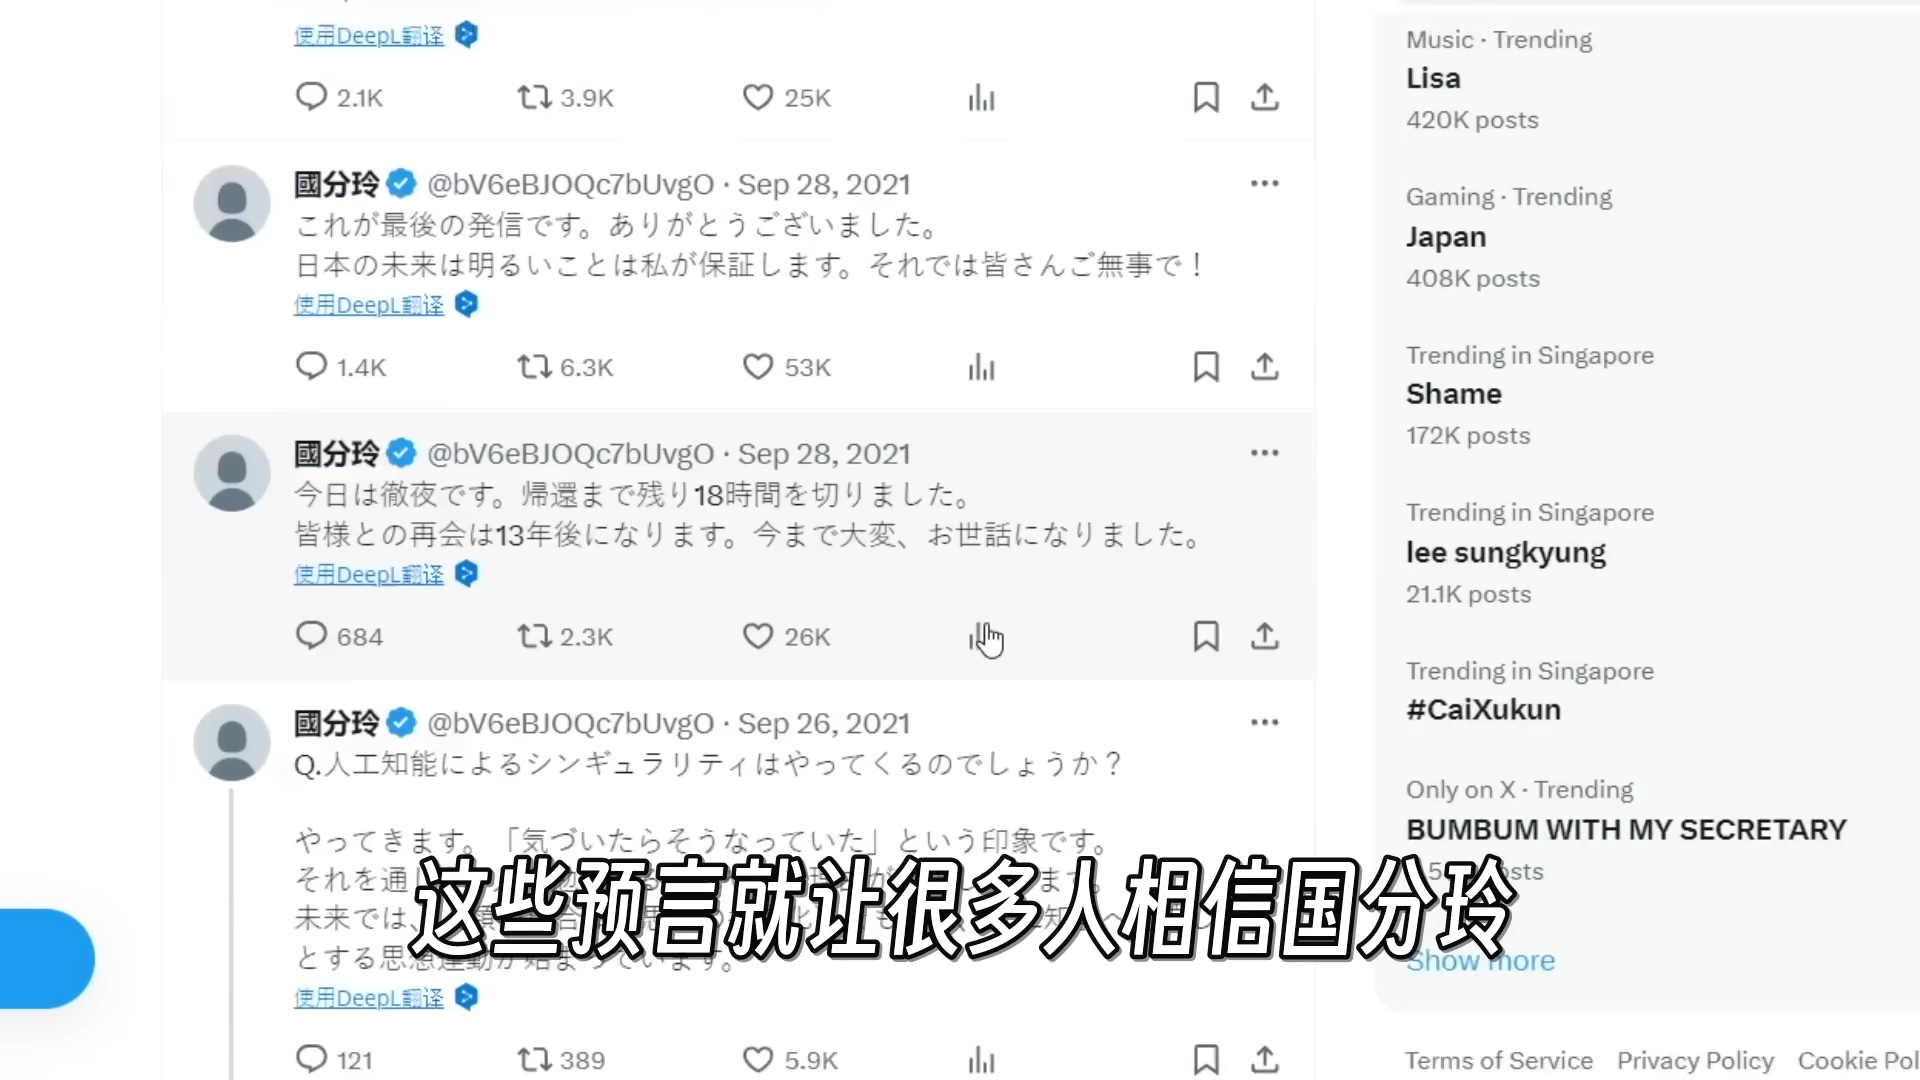 使用DeepL翻译
2.1K 3.9K 25K
國分玲 @bV6eBJOQc7bUvgO · Sep 28, 2021
これが最後の発信です。ありがとうございました。
日本の未来は明るいことは私が保証します。それでは皆さんご無事で！
使用DeepL翻译
1.4K 6.3K 53K
國分玲 @bV6eBJOQc7bUvgO · Sep 28, 2021
今日は徹夜です。帰還まで残り18時間を切りました。
皆様との再会は13年後になります。今まで大変、お世話になりました。
使用DeepL翻译
684 2.3K 26K
國分玲 @bV6eBJOQc7bUvgO · Sep 26, 2021
Q.人工知能によるシンギュラリティはやってくるのでしょうか？
やってきます。「気づいたらそうなっていた」という印象です。
それを通
未来では、
とする思想運動が始まっています。
使用DeepL翻译
121 389 5.9K
这些预言就让很多人相信国分玲
Music · Trending
Lisa
420K posts
Gaming · Trending
Japan
408K posts
Trending in Singapore
Shame
172K posts
Trending in Singapore
lee sungkyung
21.1K posts
Trending in Singapore
#CaiXukun
Only on X · Trending
BUMBUM WITH MY SECRETARY
Show more
Terms of Service Privacy Policy Cookie Pol